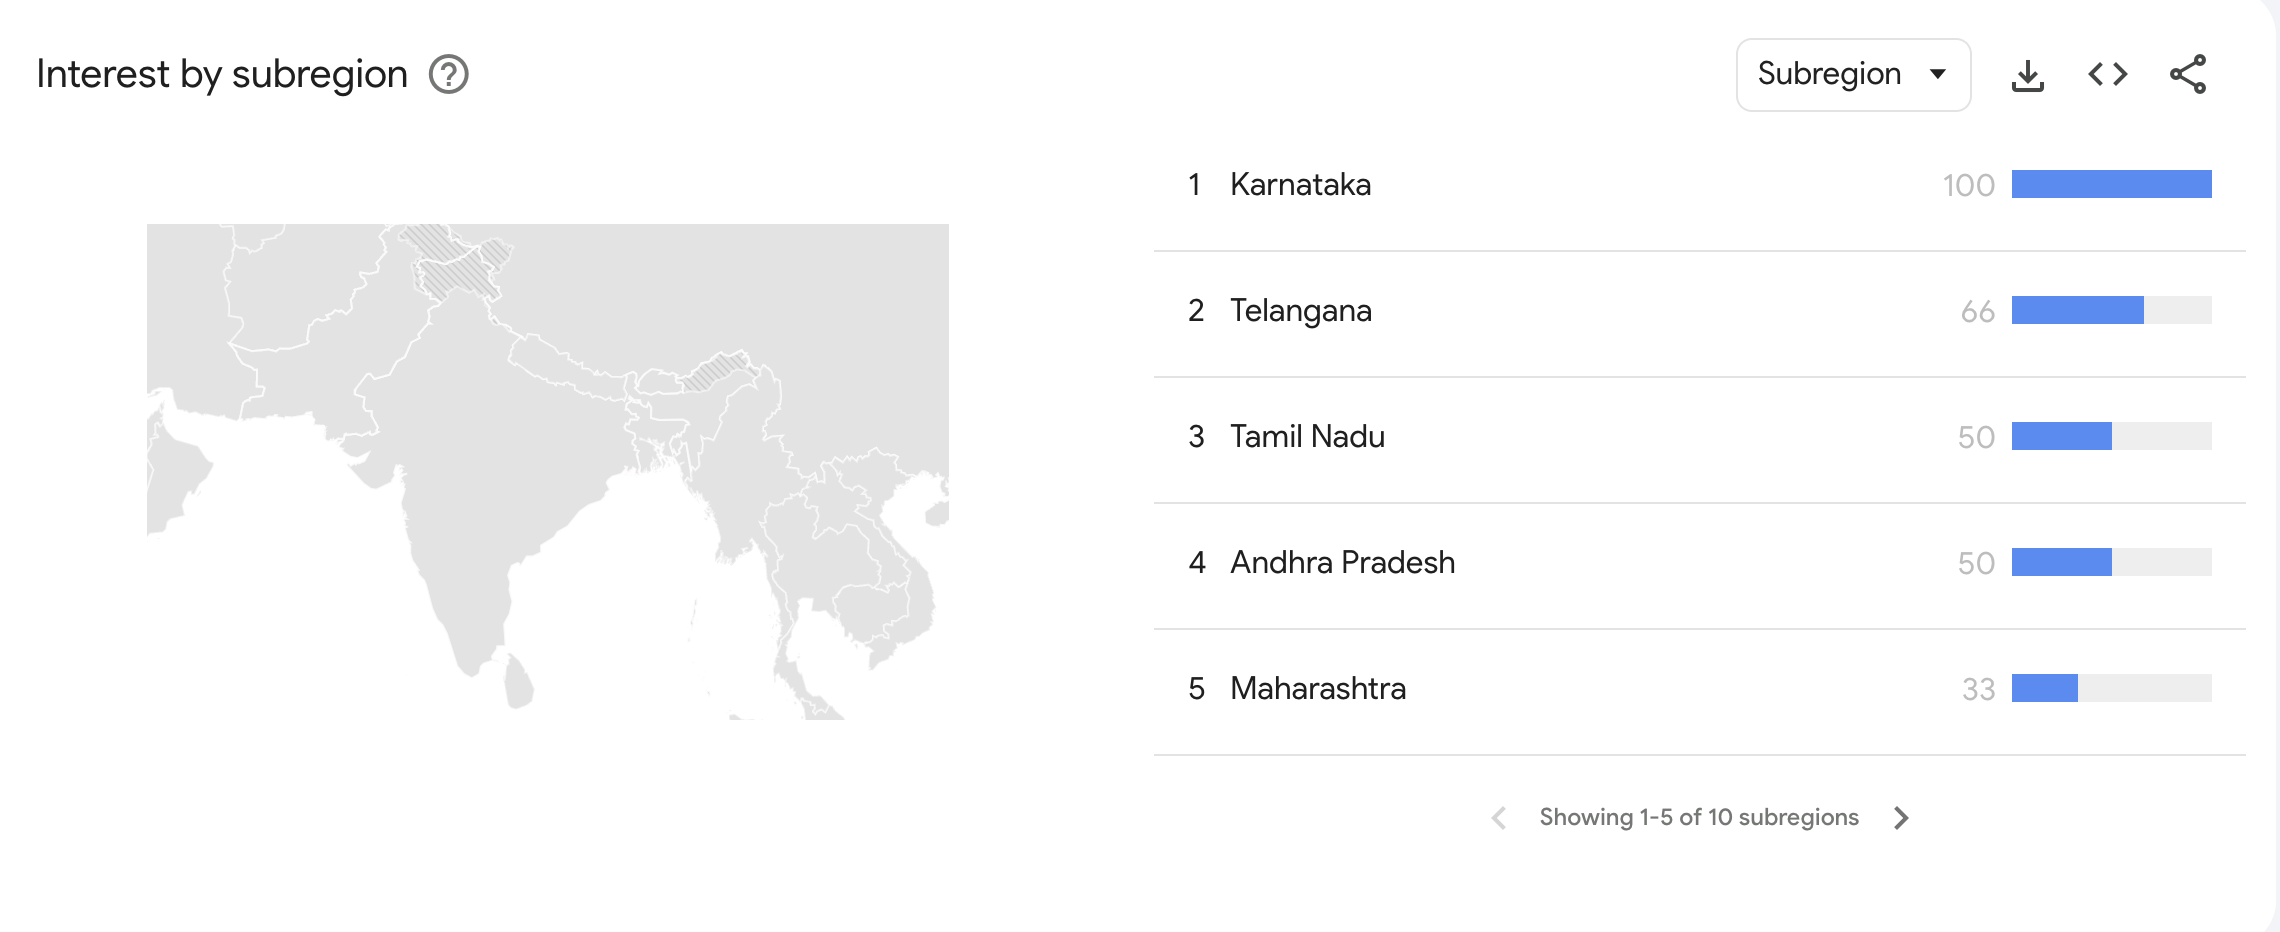 Interest by subregion
Subregion
1 Karnataka 100
2 Telangana 66
3 Tamil Nadu 50
4 Andhra Pradesh 50
5 Maharashtra 33
Showing 1-5 of 10 subregions